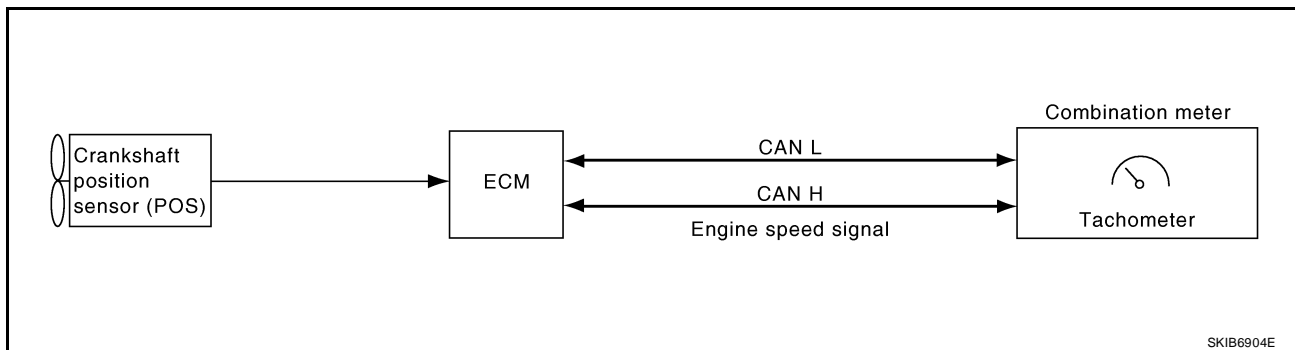 Crankshaft
position
sensor (POS)
ECM
CAN L
CAN H
Engine speed signal
Combination meter
Tachometer
SKIB6904E